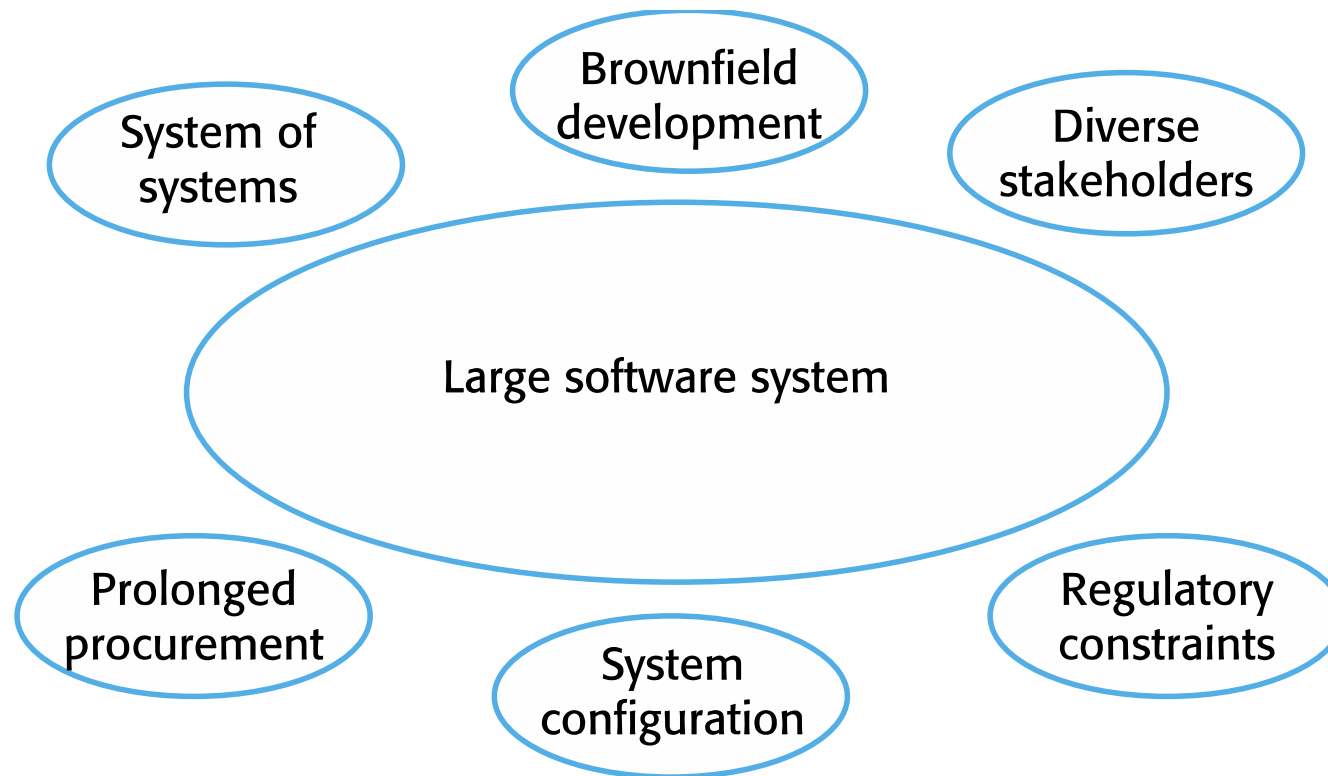 Brownfield
development
System of
systems
Diverse
stakeholders
Large software system
Prolonged
procurement
System
configuration
Regulatory
constraints